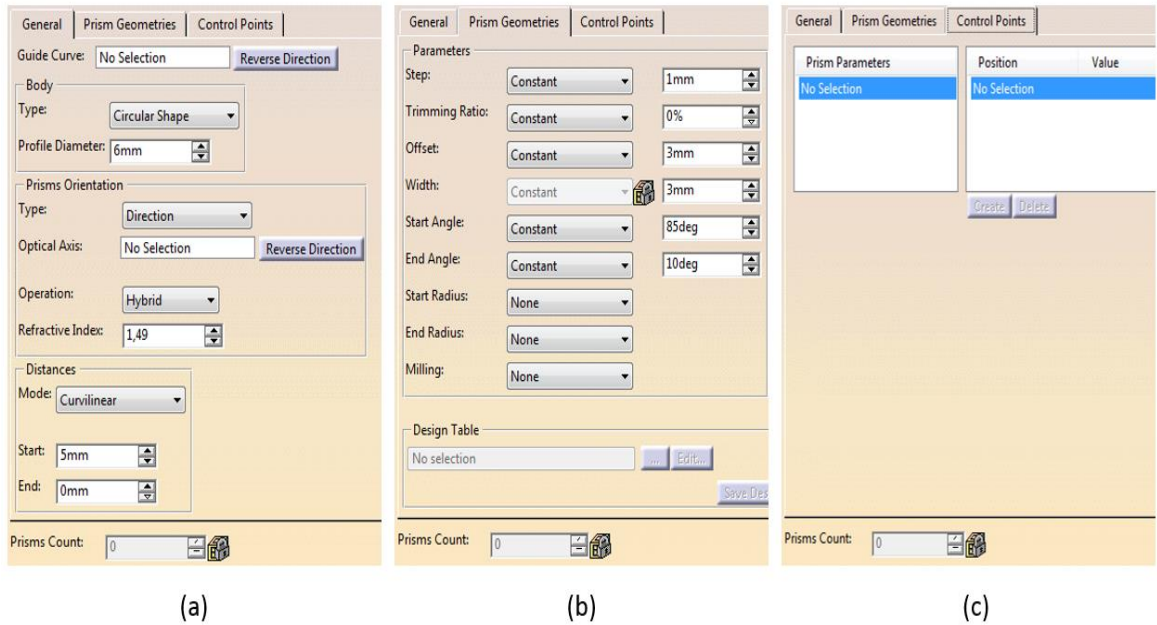 General Prism Geometries Control Points
Guide Curve: No Selection Reverse Direction
Body
Type: Circular Shape
Profile Diameter: 6mm
Prisms Orientation
Type: Direction
Optical Axis: No Selection Reverse Direction
Operation: Hybrid
Refractive Index: 1,49
Distances
Mode: Curvilinear
Start: 5mm
End: 0mm
Prisms Count: 0
(a)
General Prism Geometries Control Points
Parameters
Step: Constant 1mm
Trimming Ratio: Constant 0%
Offset: Constant 3mm
Width: Constant 3mm
Start Angle: Constant 85deg
End Angle: Constant 10deg
Start Radius: None
End Radius: None
Milling: None
Design Table
No selection ... Edit...
Save Des
Prisms Count: 0
(b)
General Prism Geometries Control Points
Prism Parameters Position Value
No Selection No Selection
Create Delete
Prisms Count: 0
(c)